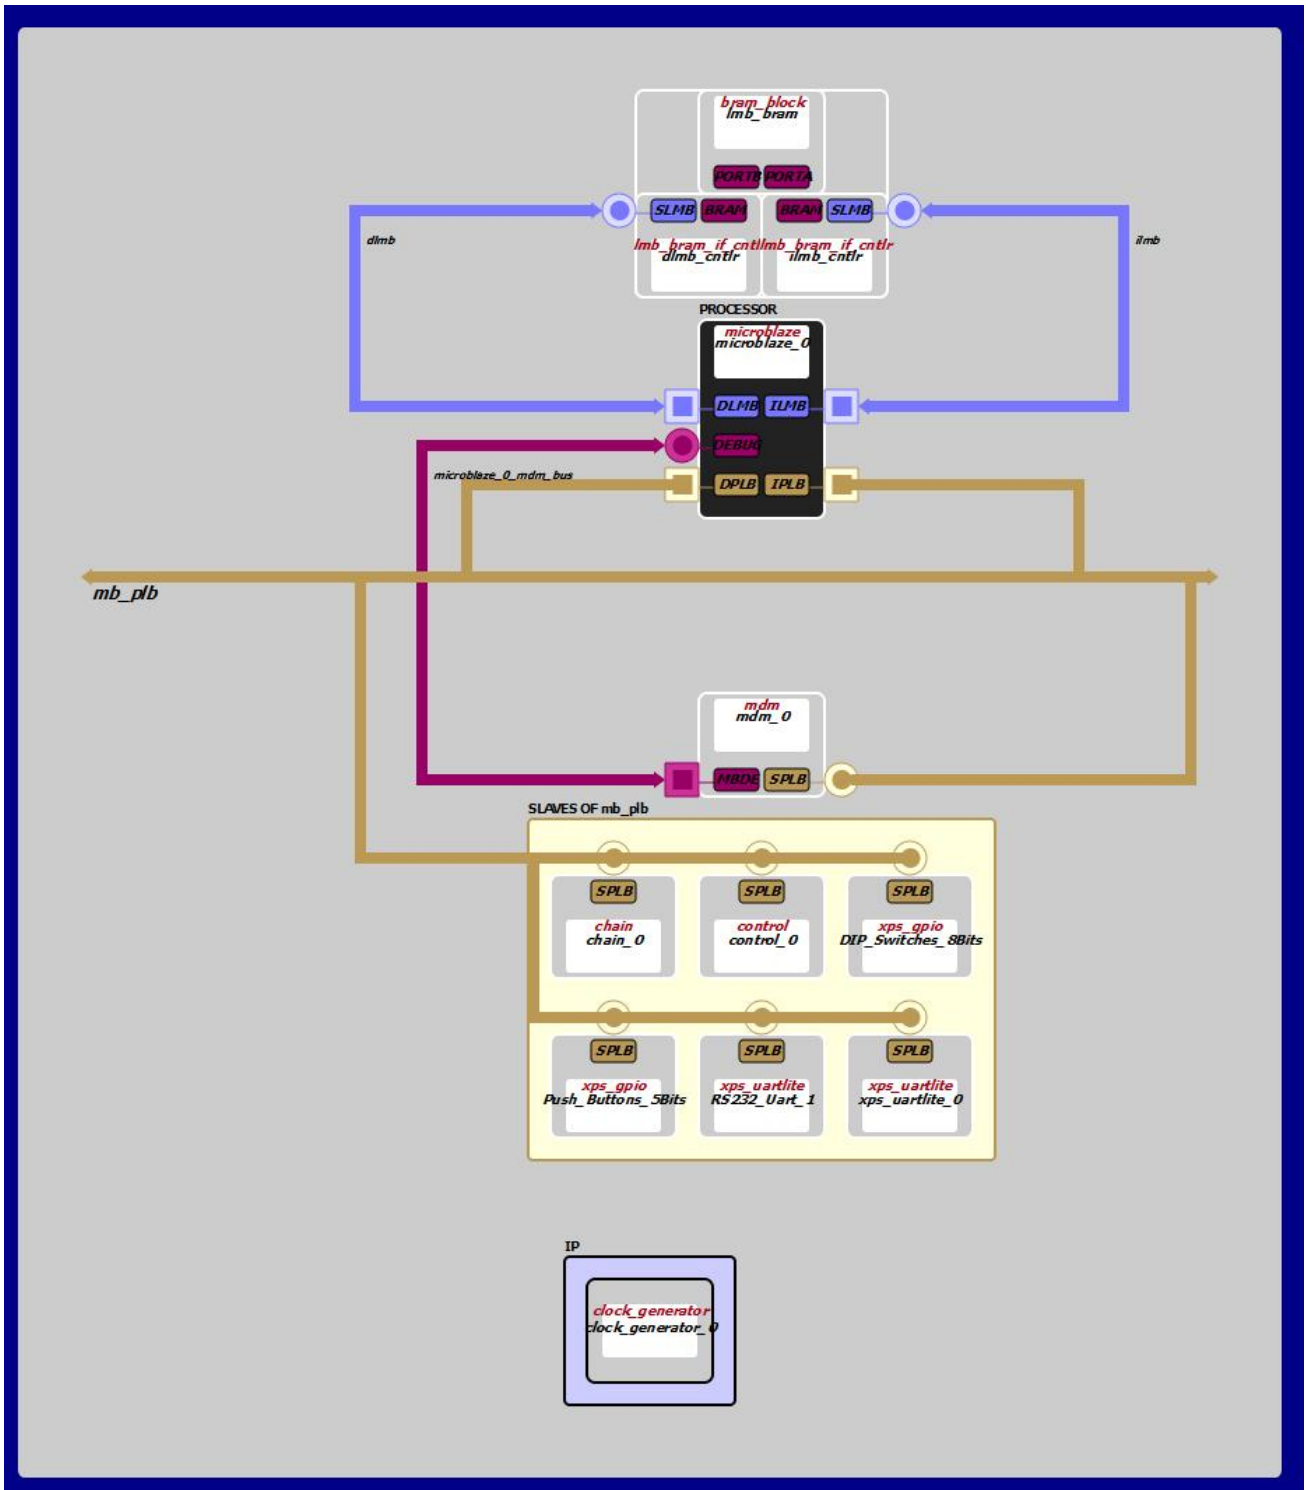 bram_block
lmb_bram
PORTB PORTA
SLMB BRAM BRAM SLMB
dlmb
ilmb
lmb_bram_if_cntlr
dlmb_cntlr
lmb_bram_if_cntlr
ilmb_cntlr
PROCESSOR
microblaze
microblaze_0
DLMB ILMB
DEBUG
microblaze_0_mdm_bus
DPLB IPLB
mb_plb
mdm
mdm_0
MBDE SPLB
SLAVES OF mb_plb
SPLB SPLB SPLB
chain
chain_0
control
control_0
xps_gpio
DIP_Switches_8Bits
SPLB SPLB SPLB
xps_gpio
Push_Buttons_5Bits
xps_uartlite
RS232_Uart_1
xps_uartlite
xps_uartlite_0
IP
clock_generator
clock_generator_0